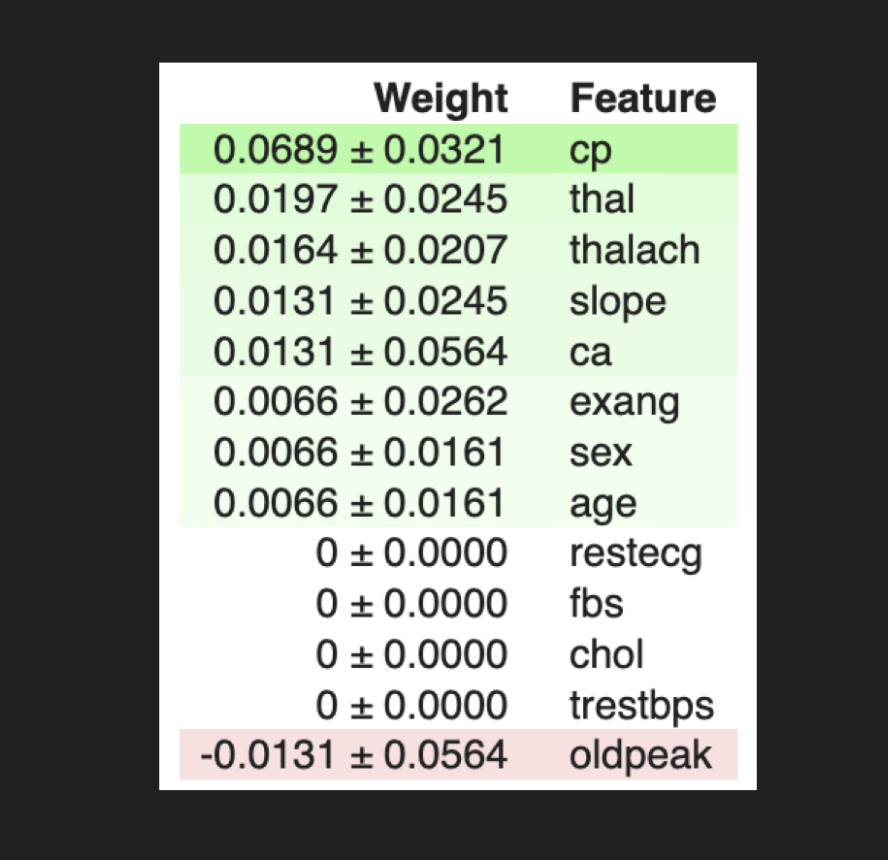 Weight Feature
0.0689 ± 0.0321 cp
0.0197 ± 0.0245 thal
0.0164 ± 0.0207 thalach
0.0131 ± 0.0245 slope
0.0131 ± 0.0564 ca
0.0066 ± 0.0262 exang
0.0066 ± 0.0161 sex
0.0066 ± 0.0161 age
0 ± 0.0000 restecg
0 ± 0.0000 fbs
0 ± 0.0000 chol
0 ± 0.0000 trestbps
-0.0131 ± 0.0564 oldpeak